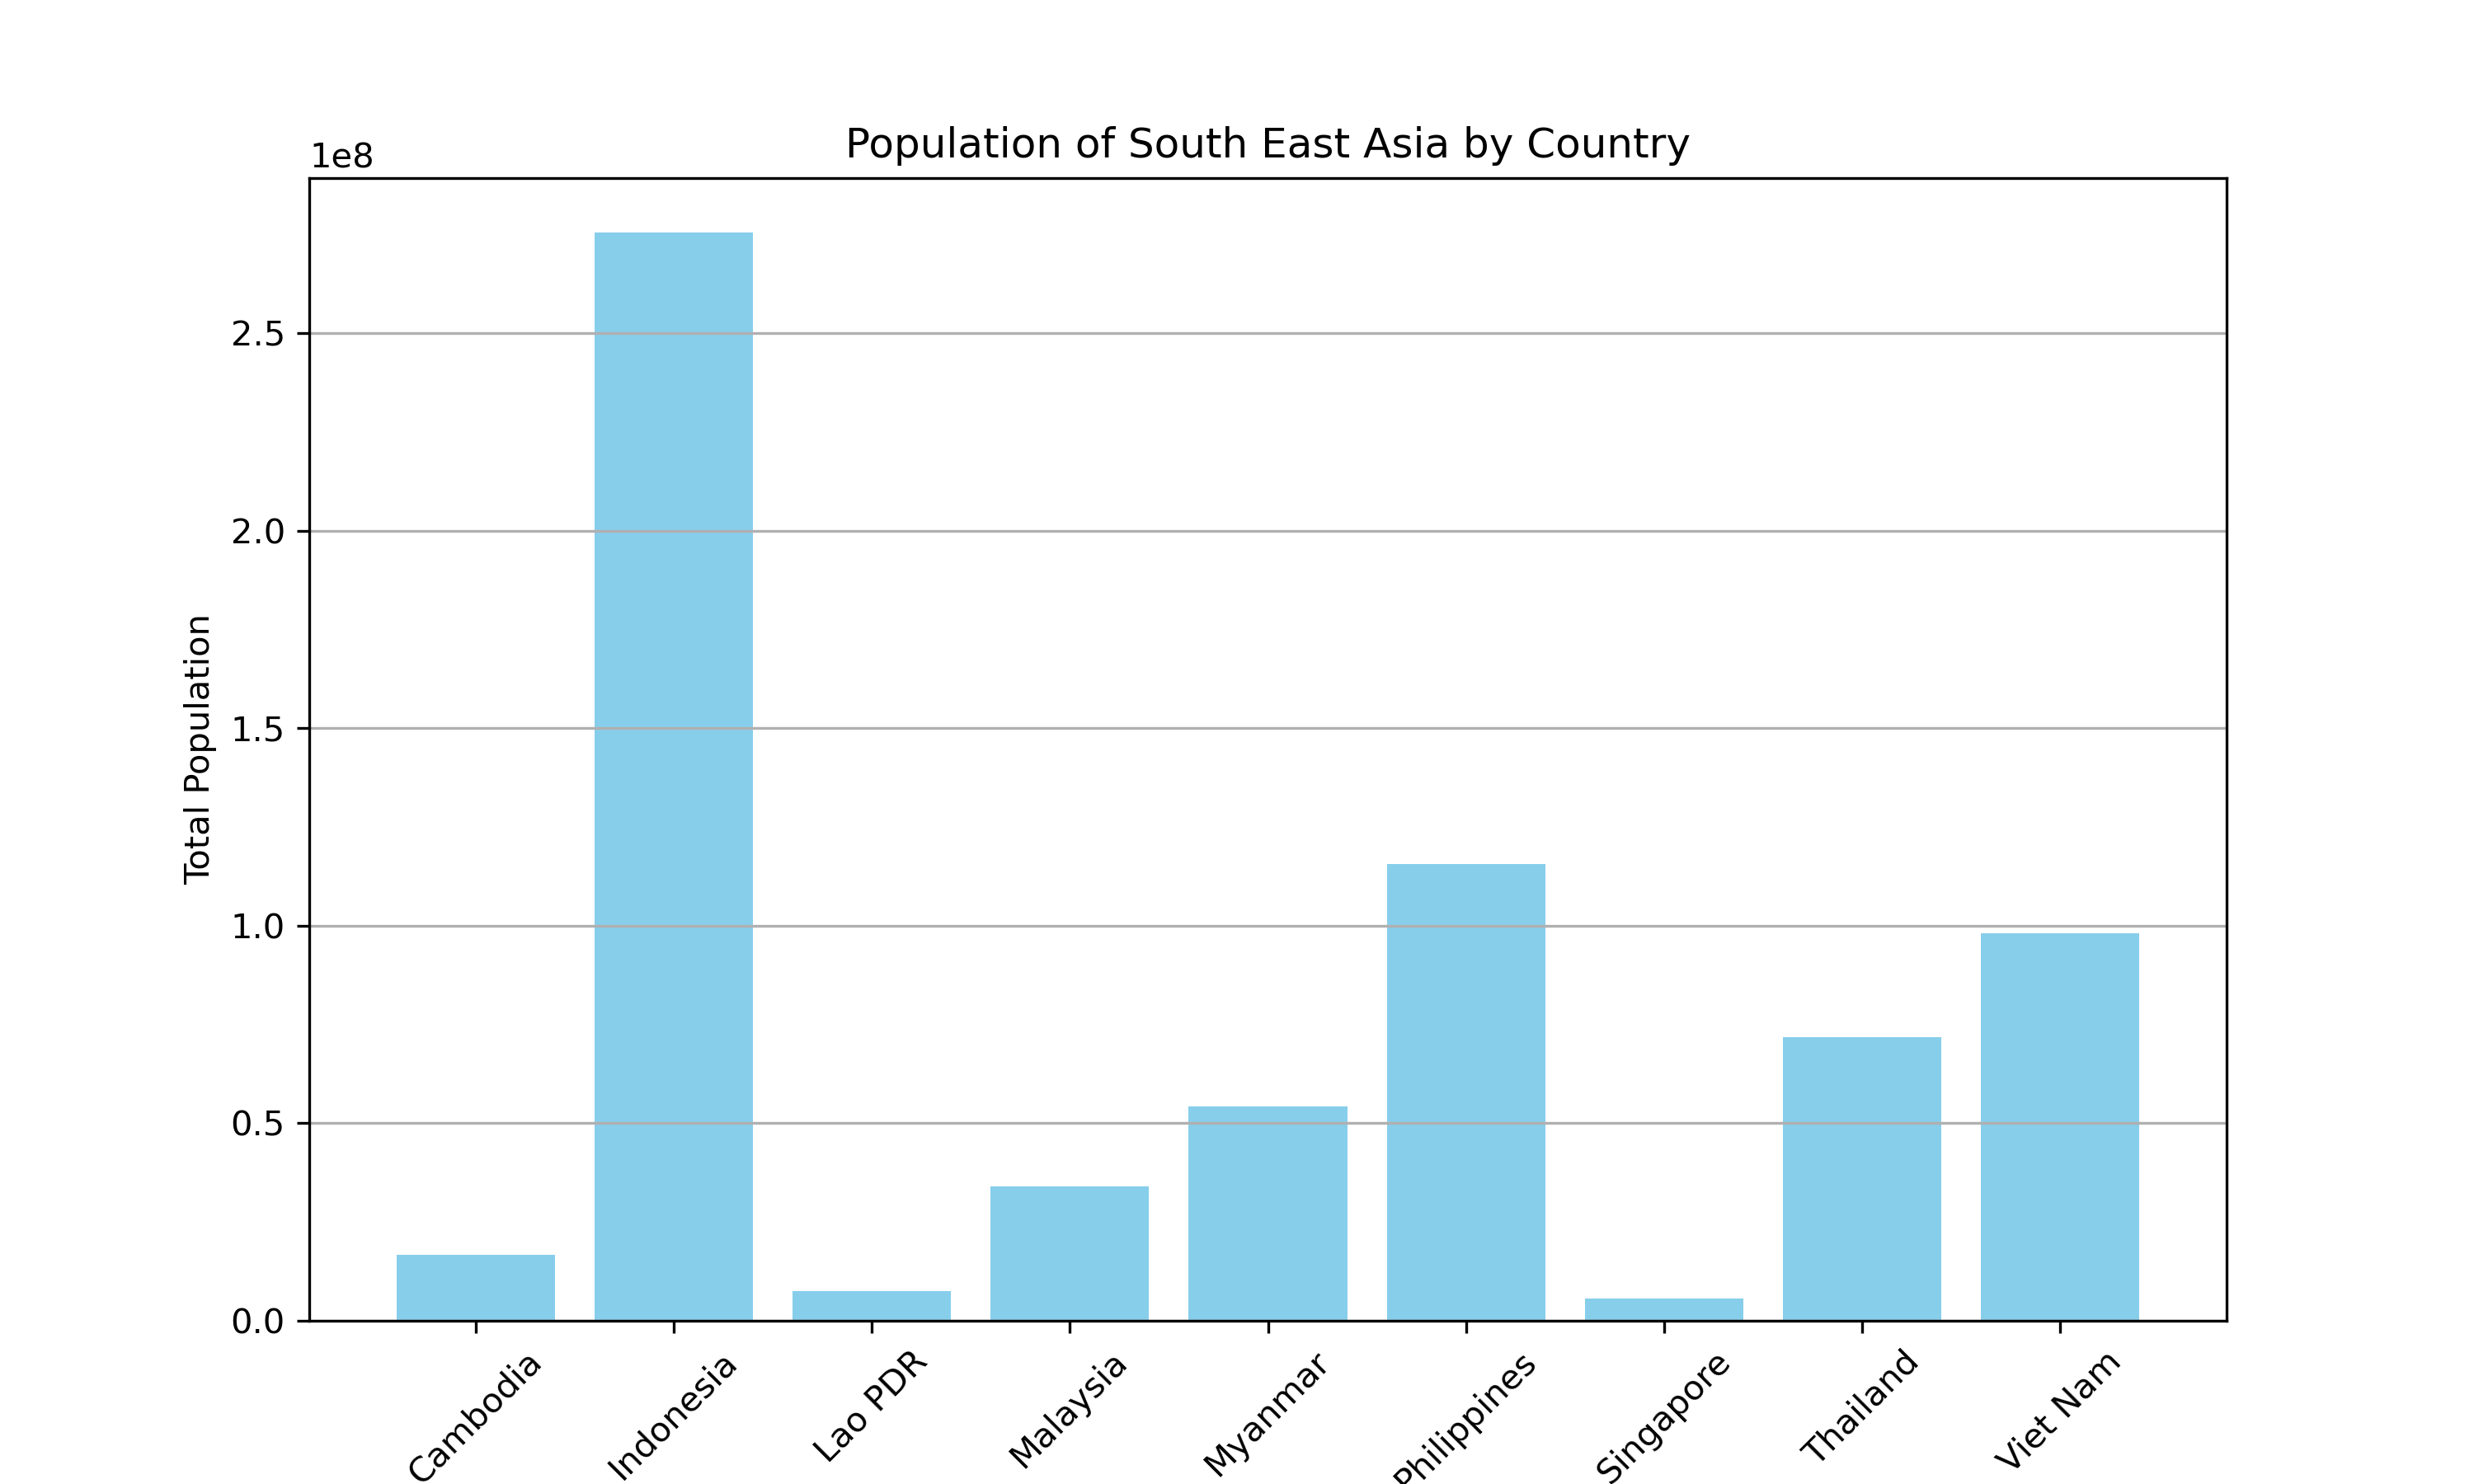 Population of South East Asia by Country
1e8
2.5
2.0
1.5
1.0
0.5
0.0
Total Population
Cambodia
Indonesia
Lao PDR
Malaysia
Myanmar
Philippines
Singapore
Thailand
Viet Nam